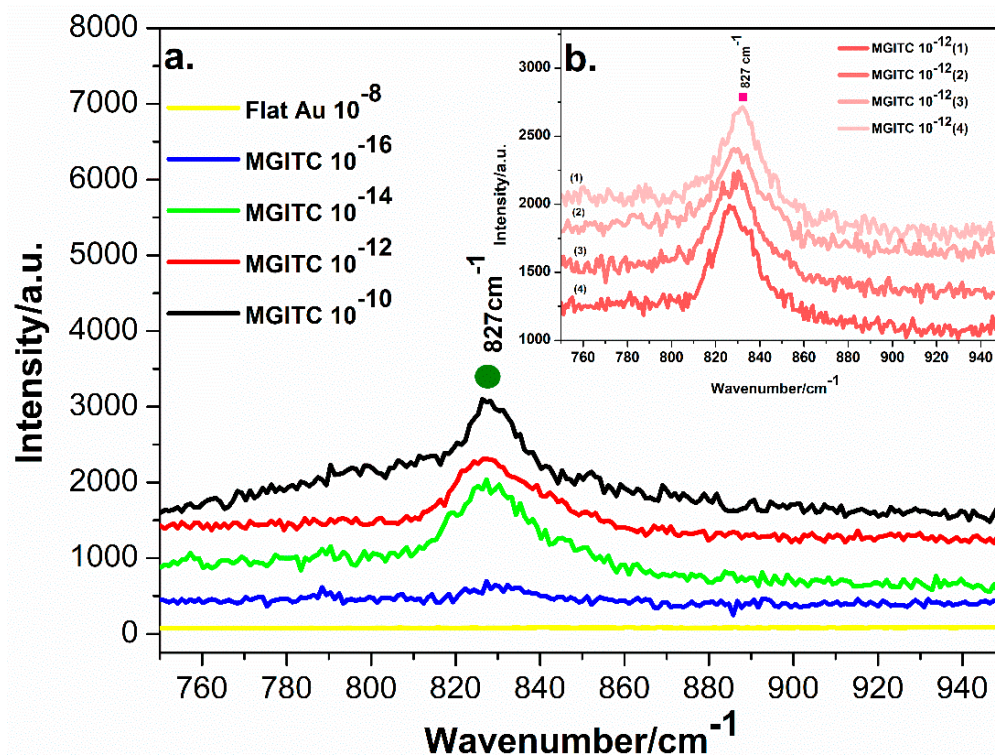 a.
Flat Au 10⁻⁸
MGITC 10⁻¹⁶
MGITC 10⁻¹⁴
MGITC 10⁻¹²
MGITC 10⁻¹⁰
827cm⁻¹
8000
7000
6000
5000
4000
3000
2000
1000
0
Intensity/a.u.
760 780 800 820 840 860 880 900 920 940
Wavenumber/cm⁻¹
b.
827 cm⁻¹
MGITC 10⁻¹²(1)
MGITC 10⁻¹²(2)
MGITC 10⁻¹²(3)
MGITC 10⁻¹²(4)
3000
2500
2000
1500
1000
Intensity/a.u.
(1)
(2)
(3)
(4)
760 780 800 820 840 860 880 900 920 940
Wavenumber/cm⁻¹